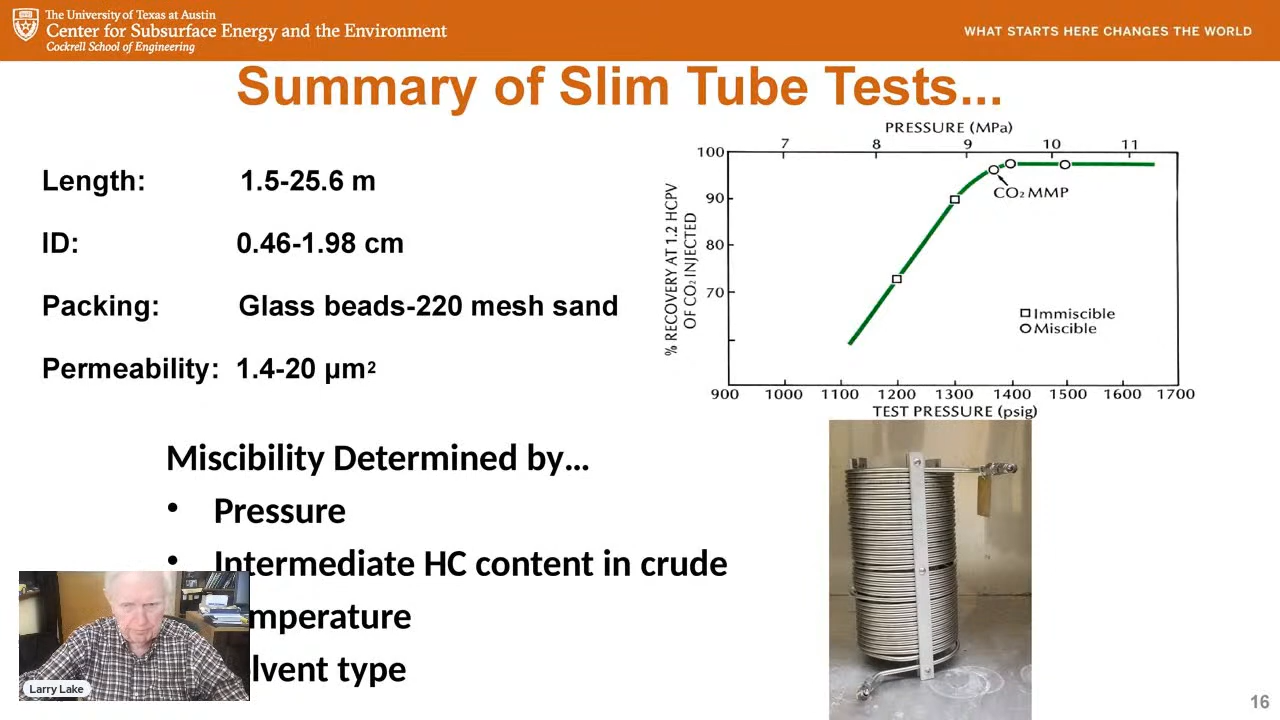 The University of Texas at Austin
Center for Subsurface Energy and the Environment
Cockrell School of Engineering
WHAT STARTS HERE CHANGES THE WORLD
Summary of Slim Tube Tests...
Length: 1.5-25.6 m
ID: 0.46-1.98 cm
Packing: Glass beads-220 mesh sand
Permeability: 1.4-20 µm²
PRESSURE (MPa)
7 8 9 10 11
100
90
80
70
% RECOVERY AT 1.2 HCPV
OF CO₂ INJECTED
CO₂ MMP
Immiscible
Miscible
900 1000 1100 1200 1300 1400 1500 1600 1700
TEST PRESSURE (psig)
Miscibility Determined by…
• Pressure
• Intermediate HC content in crude
mperature
lvent type
Larry Lake
16